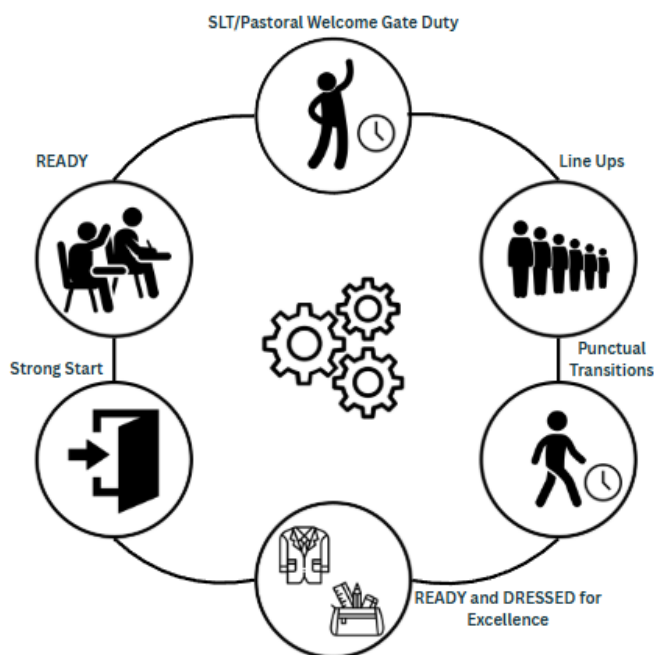 SLT/Pastoral Welcome Gate Duty
READY
Line Ups
Strong Start
Punctual
Transitions
READY and DRESSED for
Excellence